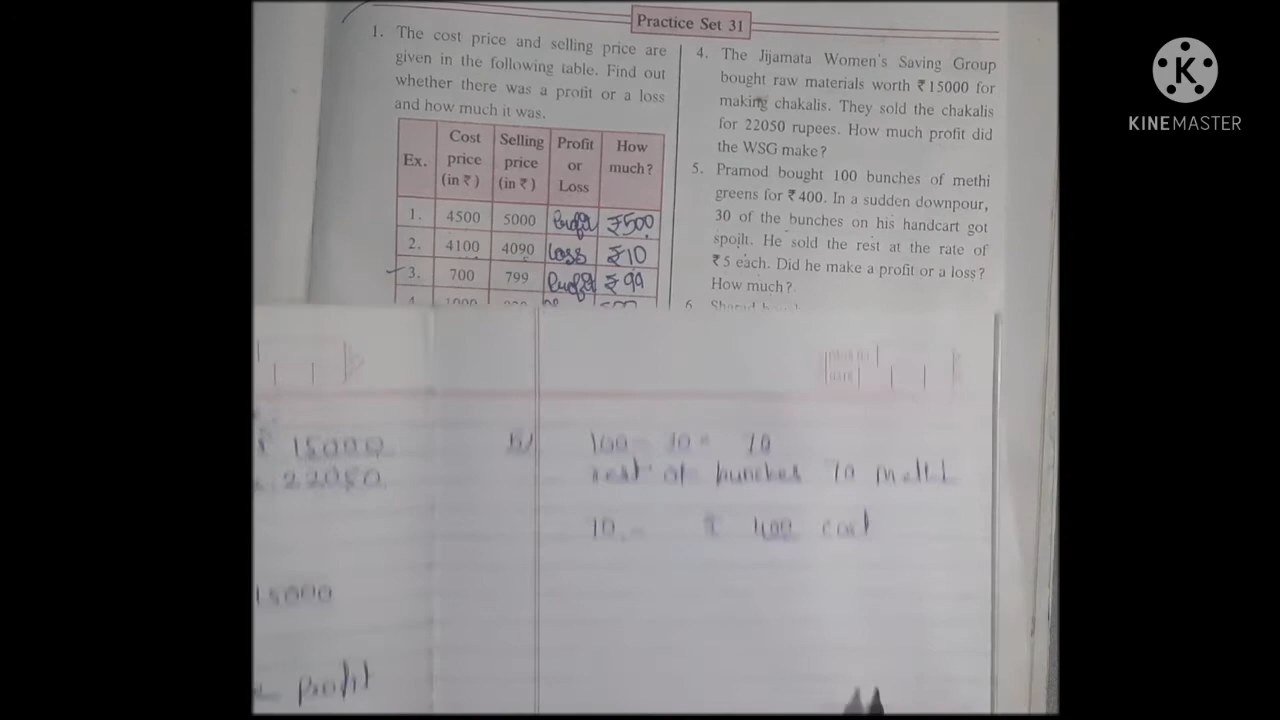 Practice Set 31
1. The cost price and selling price are
given in the following table. Find out
whether there was a profit or a loss
and how much it was.
Ex. Cost price (in ₹) Selling price (in ₹) Profit or Loss How much?
1. 4500 5000 Profit ₹500
2. 4100 4090 Loss ₹10
3. 700 799 Profit ₹99
4. 1000
4. The Jijamata Women's Saving Group
bought raw materials worth ₹15000 for
making chakalis. They sold the chakalis
for 22050 rupees. How much profit did
the WSG make?
5. Pramod bought 100 bunches of methi
greens for ₹400. In a sudden downpour,
30 of the bunches on his handcart got
spoilt. He sold the rest at the rate of
₹5 each. Did he make a profit or a loss?
How much?
6.
KINEMASTER
₹ 15000
22050
15000
profit
5)
100 - 30 = 70
rest of bunches 70
₹ 400 cost